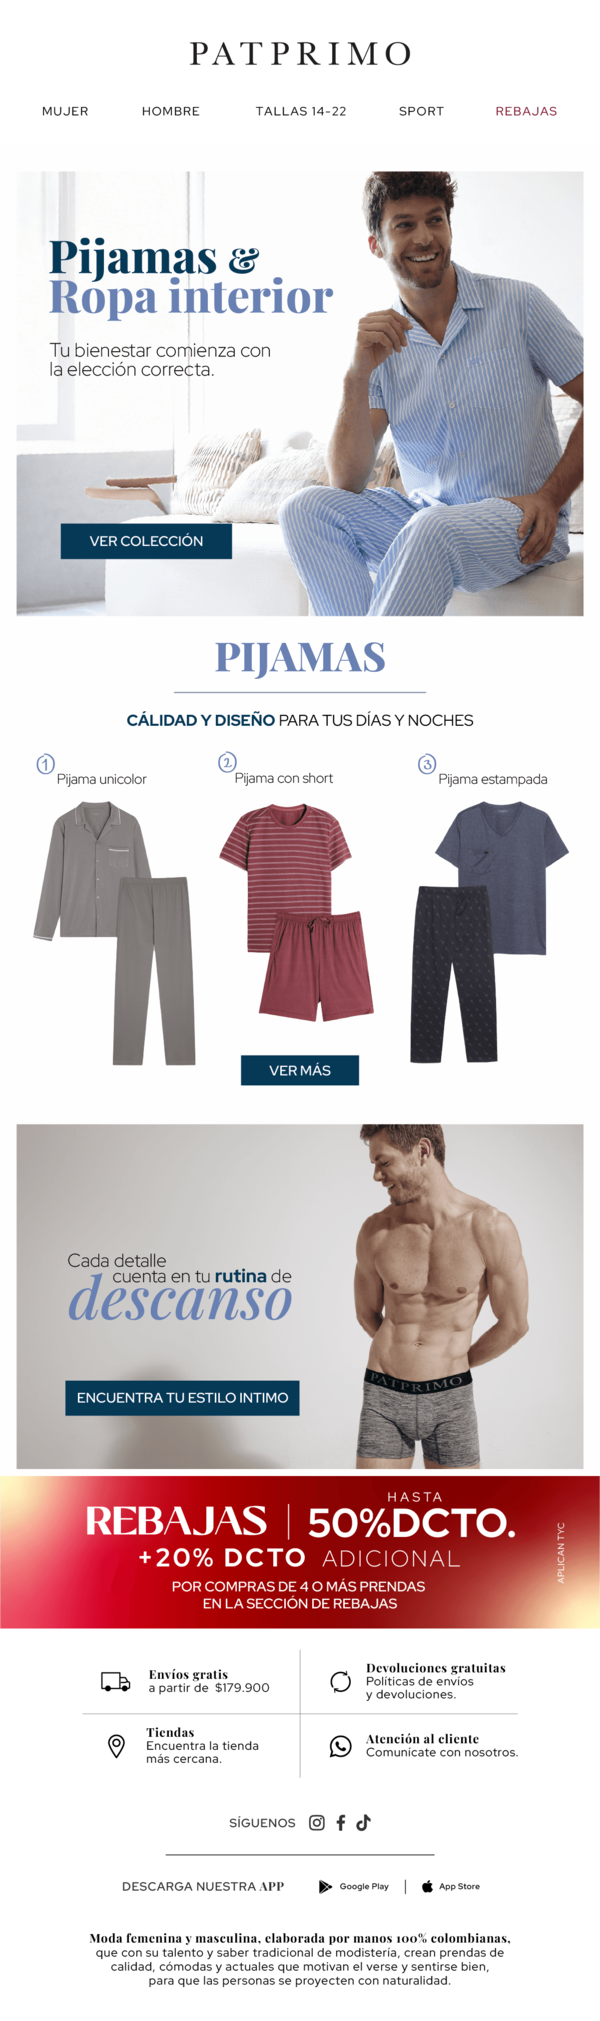 PATPRIMO
MUJER HOMBRE TALLAS 14-22 SPORT REBAJAS
Pijamas &
Ropa interior
Tu bienestar comienza con
la elección correcta.
VER COLECCIÓN
PIJAMAS
CÁLIDAD Y DISEÑO PARA TUS DÍAS Y NOCHES
1 Pijama unicolor
2 Pijama con short
3 Pijama estampada
VER MÁS
Cada detalle
cuenta en tu rutina de
descanso
ENCUENTRA TU ESTILO INTIMO
PATPRIMO
REBAJAS | HASTA
50%DCTO.
+20% DCTO ADICIONAL
POR COMPRAS DE 4 O MÁS PRENDAS
EN LA SECCIÓN DE REBAJAS
APLICAN TYC
Envíos gratis
a partir de $179.900
Devoluciones gratuitas
Políticas de envíos
y devoluciones.
Tiendas
Encuentra la tienda
más cercana.
Atención al cliente
Comunícate con nosotros.
SÍGUENOS
DESCARGA NUESTRA APP Google Play | App Store
Moda femenina y masculina, elaborada por manos 100% colombianas,
que con su talento y saber tradicional de modistería, crean prendas de
calidad, cómodas y actuales que motivan el verse y sentirse bien,
para que las personas se proyecten con naturalidad.